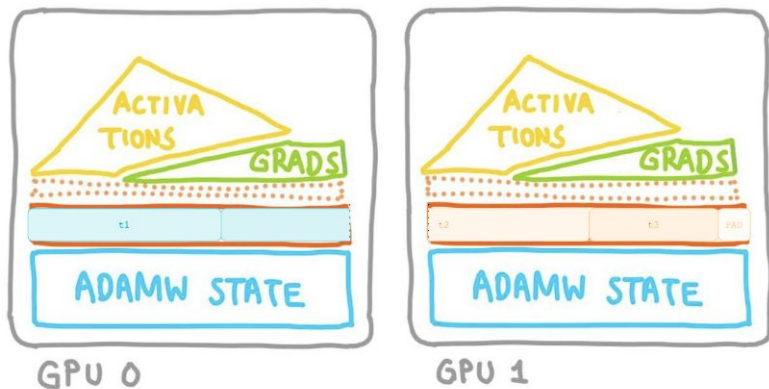 ACTIVA
TIONS
GRADS
t1
ADAMW STATE
GPU 0
ACTIVA
TIONS
GRADS
t2
t3
PAD
ADAMW STATE
GPU 1